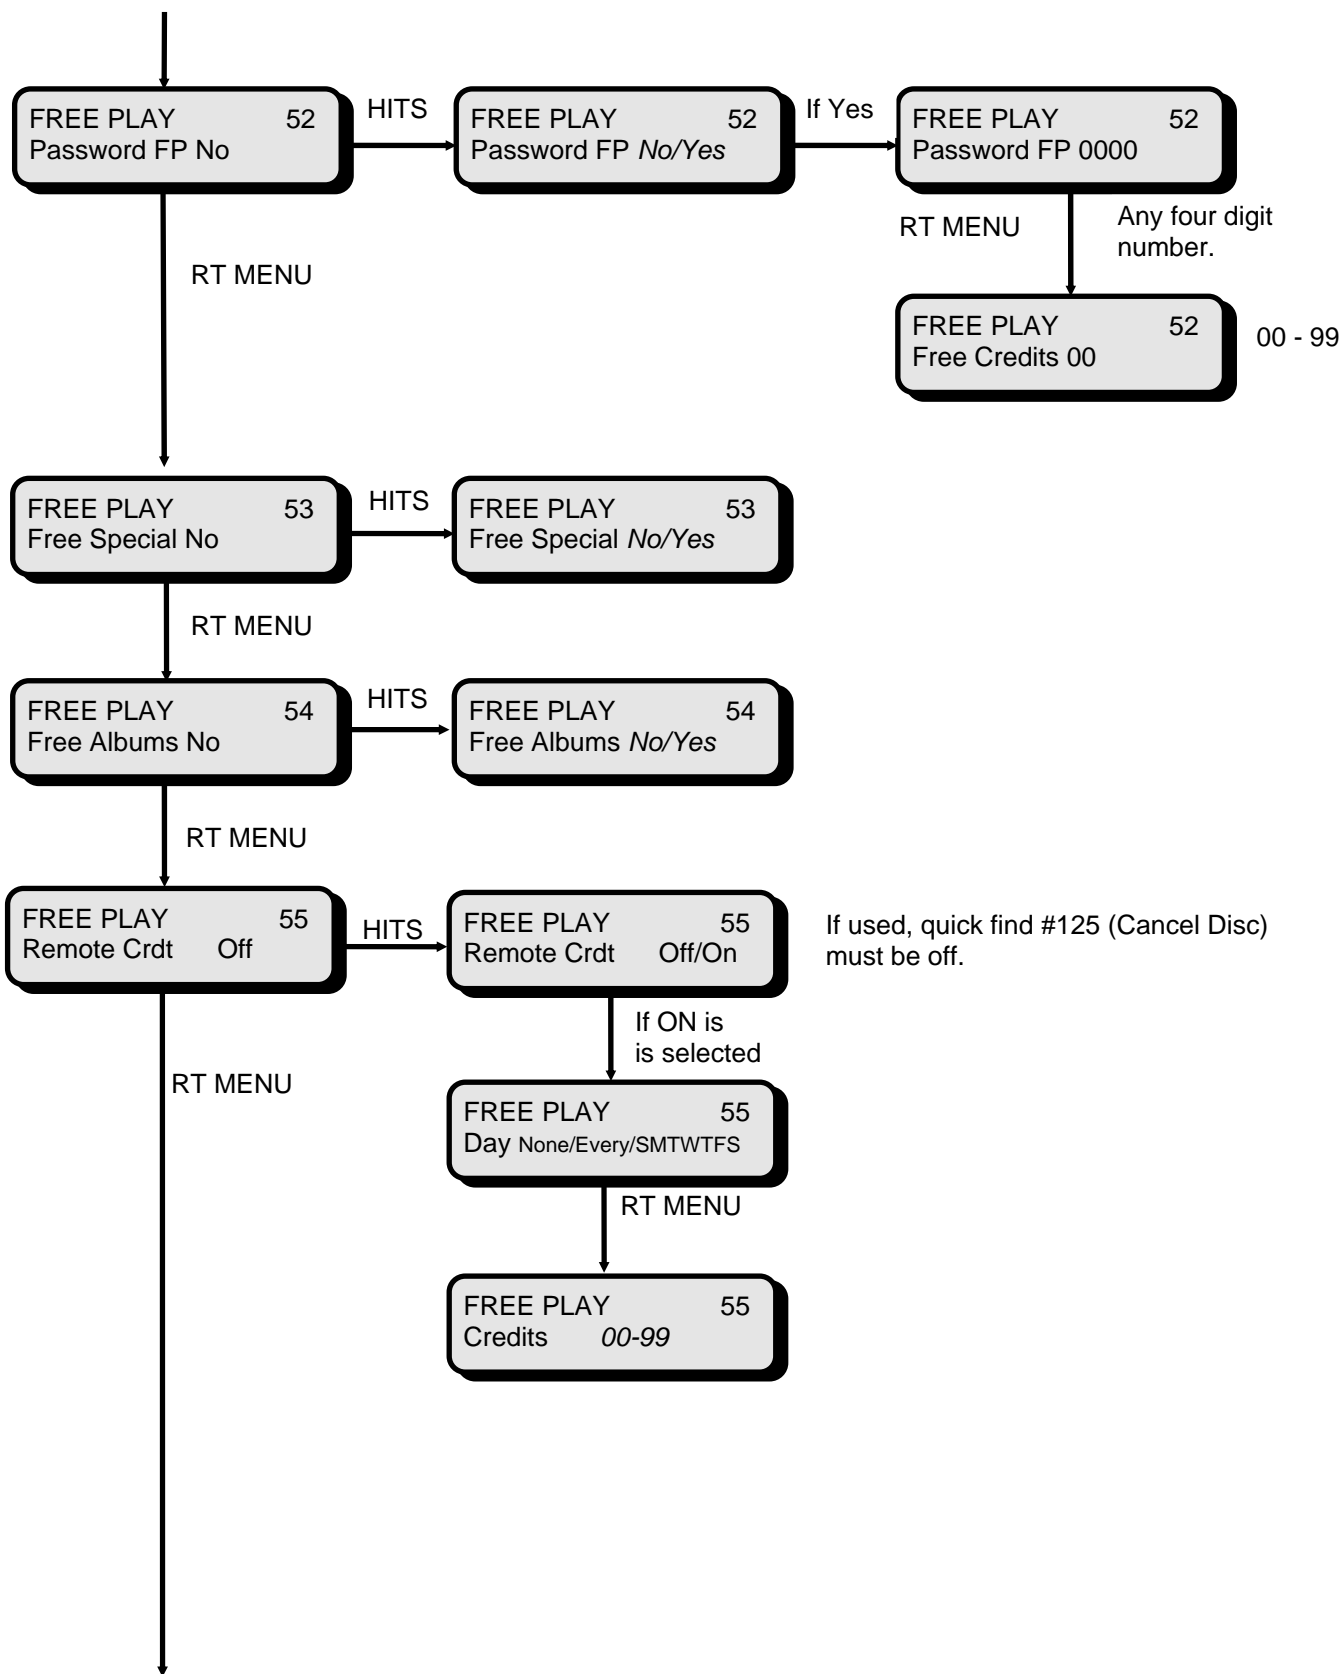 FREE PLAY 52
Password FP No
HITS
FREE PLAY 52
Password FP No/Yes
If Yes
FREE PLAY 52
Password FP 0000
RT MENU
Any four digit
number.
RT MENU
FREE PLAY 52
Free Credits 00
00 - 99
FREE PLAY 53
Free Special No
HITS
FREE PLAY 53
Free Special No/Yes
RT MENU
FREE PLAY 54
Free Albums No
HITS
FREE PLAY 54
Free Albums No/Yes
RT MENU
FREE PLAY 55
Remote Crdt Off
HITS
FREE PLAY 55
Remote Crdt Off/On
If used, quick find #125 (Cancel Disc)
must be off.
If ON is
is selected
RT MENU
FREE PLAY 55
Day None/Every/SMTWTFS
RT MENU
FREE PLAY 55
Credits 00-99